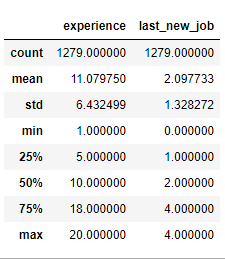 experience last_new_job
count 1279.000000 1279.000000
mean 11.079750 2.097733
std 6.432499 1.328272
min 1.000000 0.000000
25% 5.000000 1.000000
50% 10.000000 2.000000
75% 18.000000 4.000000
max 20.000000 4.000000